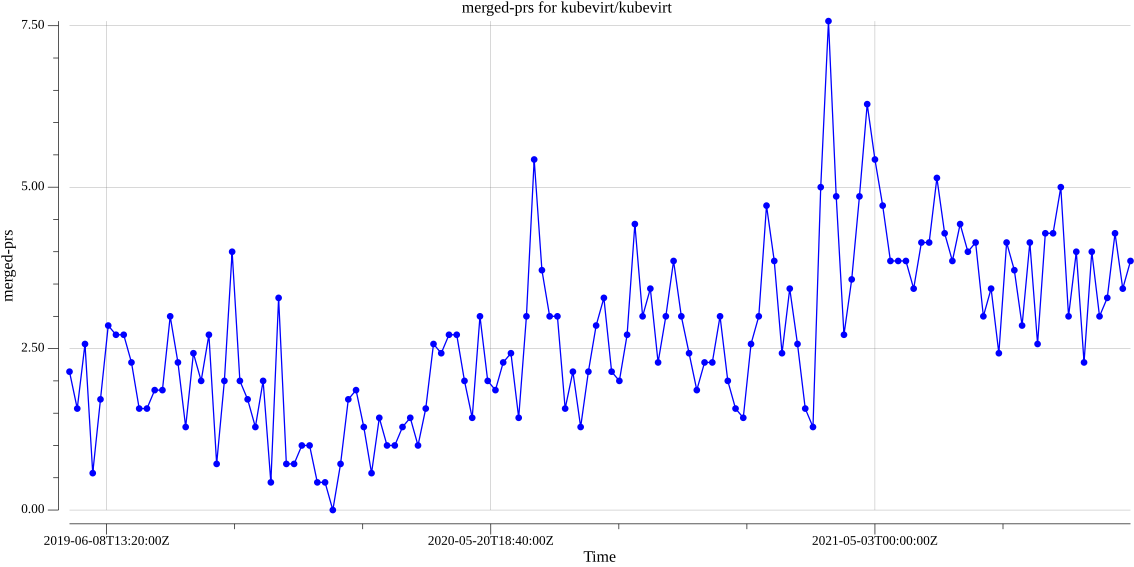 merged-prs for kubevirt/kubevirt
7.50
5.00
2.50
0.00
merged-prs
2019-06-08T13:20:00Z
2020-05-20T18:40:00Z
2021-05-03T00:00:00Z
Time